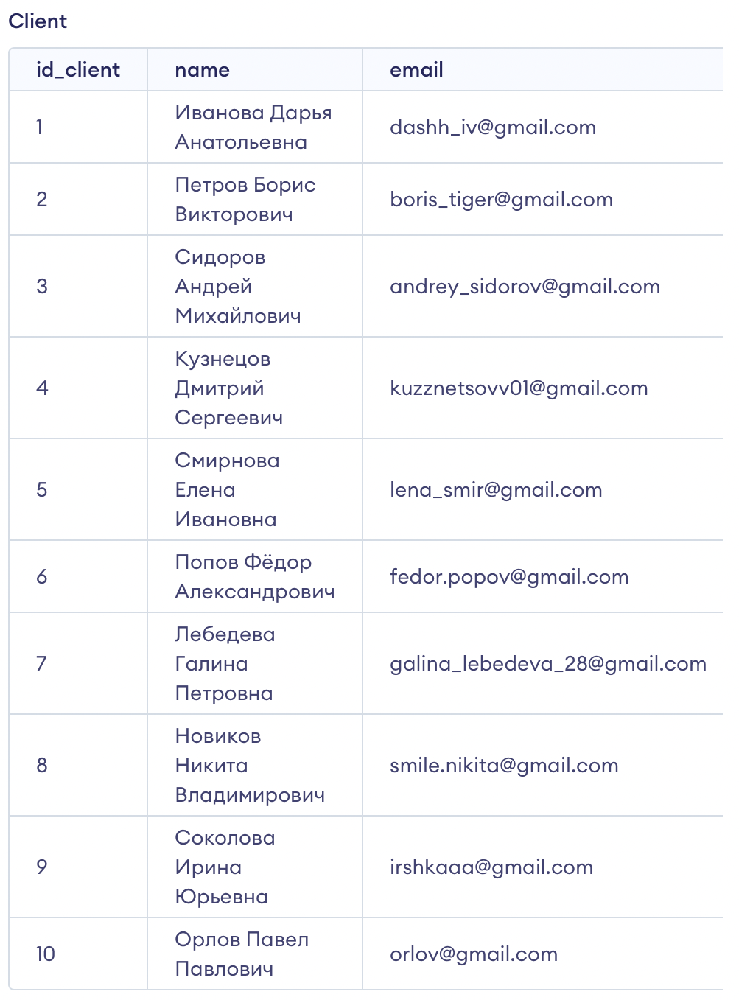 Client
id_client name email
1 Иванова Дарья Анатольевна dashh_iv@gmail.com
2 Петров Борис Викторович boris_tiger@gmail.com
3 Сидоров Андрей Михайлович andrey_sidorov@gmail.com
4 Кузнецов Дмитрий Сергеевич kuzznetsovv01@gmail.com
5 Смирнова Елена Ивановна lena_smir@gmail.com
6 Попов Фёдор Александрович fedor.popov@gmail.com
7 Лебедева Галина Петровна galina_lebedeva_28@gmail.com
8 Новиков Никита Владимирович smile.nikita@gmail.com
9 Соколова Ирина Юрьевна irshkaaa@gmail.com
10 Орлов Павел Павлович orlov@gmail.com